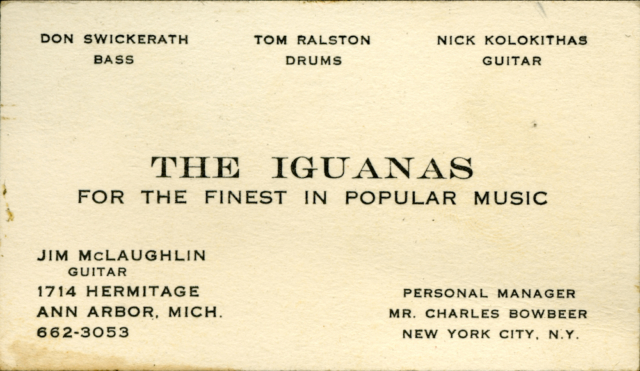 DON SWICKERATH
BASS
TOM RALSTON
DRUMS
NICK KOLOKITHAS
GUITAR
THE IGUANAS
FOR THE FINEST IN POPULAR MUSIC
JIM McLAUGHLIN
GUITAR
1714 HERMITAGE
ANN ARBOR, MICH.
662-3053
PERSONAL MANAGER
MR. CHARLES BOWBEER
NEW YORK CITY, N.Y.